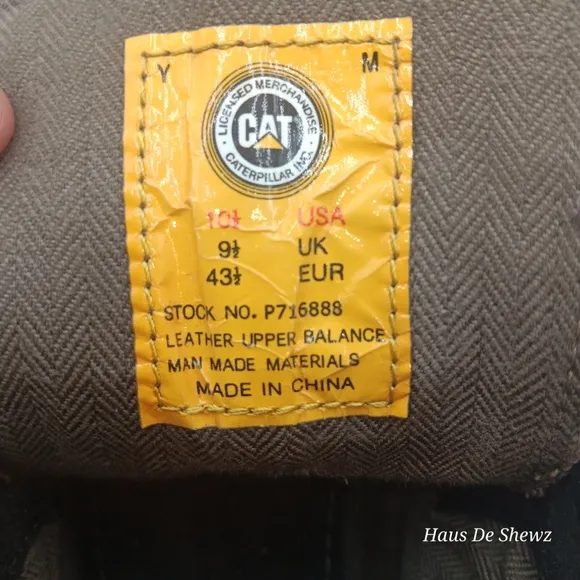 Y M
LICENSED MERCHANDISE
CAT
CATERPILLAR INC.
10½ USA
9½ UK
43½ EUR
STOCK NO. P716888
LEATHER UPPER BALANCE
MAN MADE MATERIALS
MADE IN CHINA
Haus De Shewz